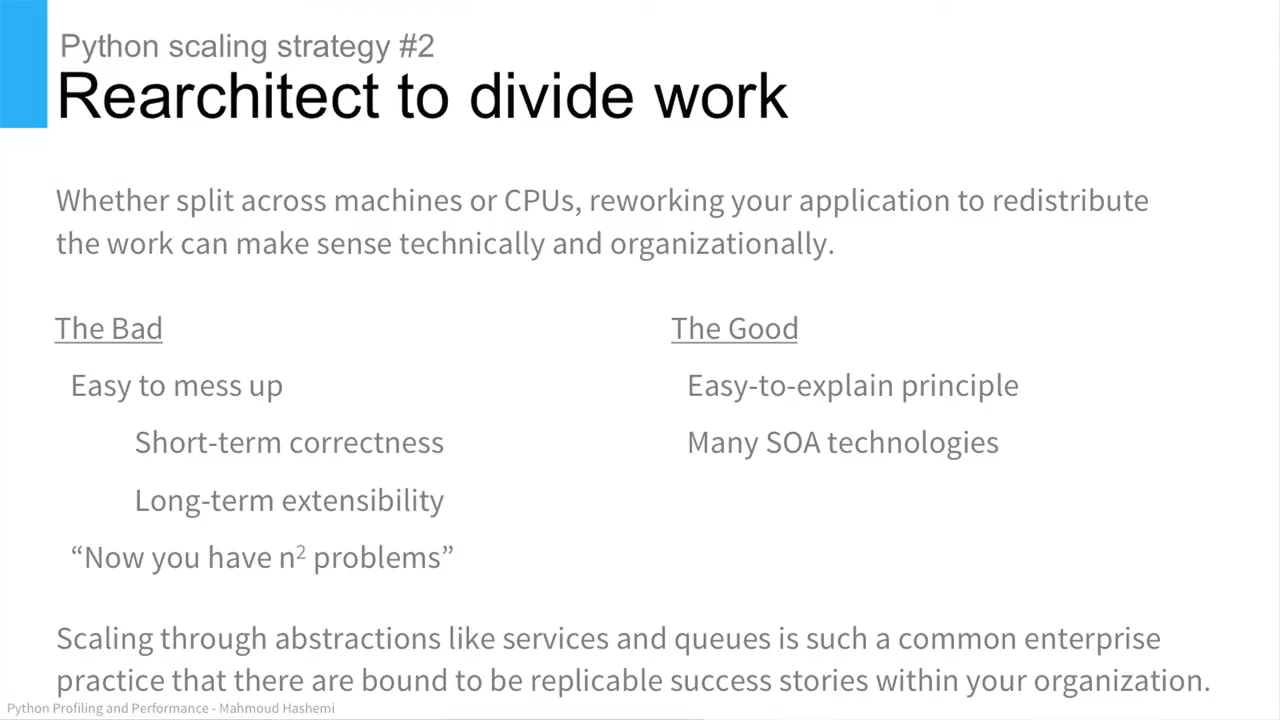 Python scaling strategy #2
Rearchitect to divide work
Whether split across machines or CPUs, reworking your application to redistribute
the work can make sense technically and organizationally.
The Bad
Easy to mess up
Short-term correctness
Long-term extensibility
“Now you have n² problems”
The Good
Easy-to-explain principle
Many SOA technologies
Scaling through abstractions like services and queues is such a common enterprise
practice that there are bound to be replicable success stories within your organization.
Python Profiling and Performance - Mahmoud Hashemi